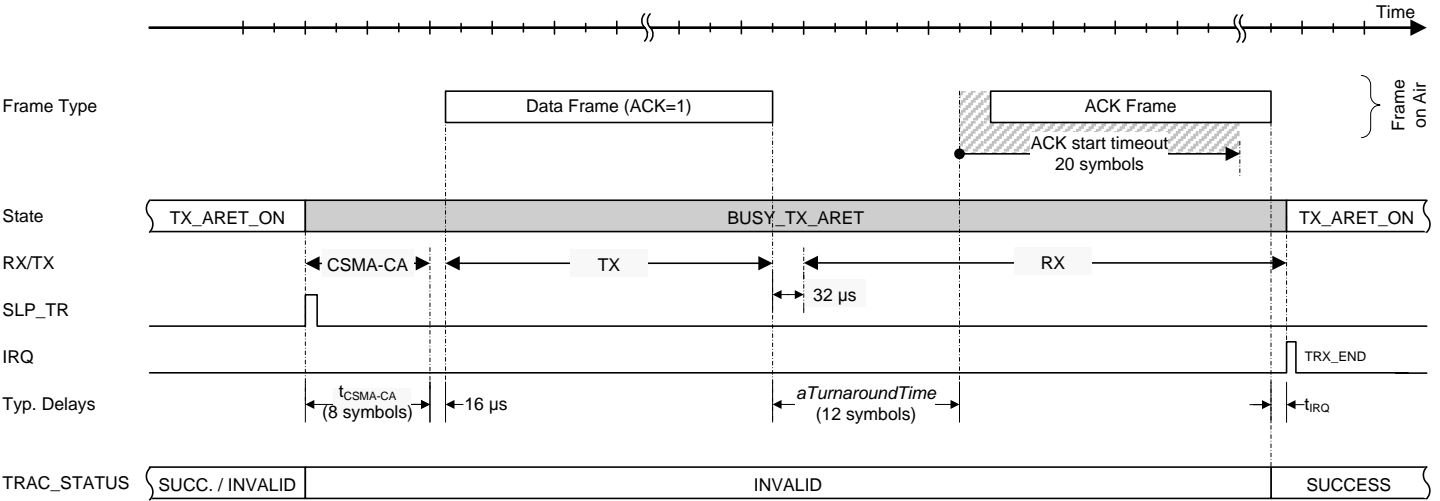 Time
Frame Type
Data Frame (ACK=1)
ACK Frame
Frame
on Air
ACK start timeout
20 symbols
State
TX_ARET_ON
BUSY_TX_ARET
TX_ARET_ON
RX/TX
CSMA-CA
TX
RX
32 µs
SLP_TR
IRQ
TRX_END
Typ. Delays
tCSMA-CA
(8 symbols)
16 µs
aTurnaroundTime
(12 symbols)
tIRQ
TRAC_STATUS
SUCC. / INVALID
INVALID
SUCCESS